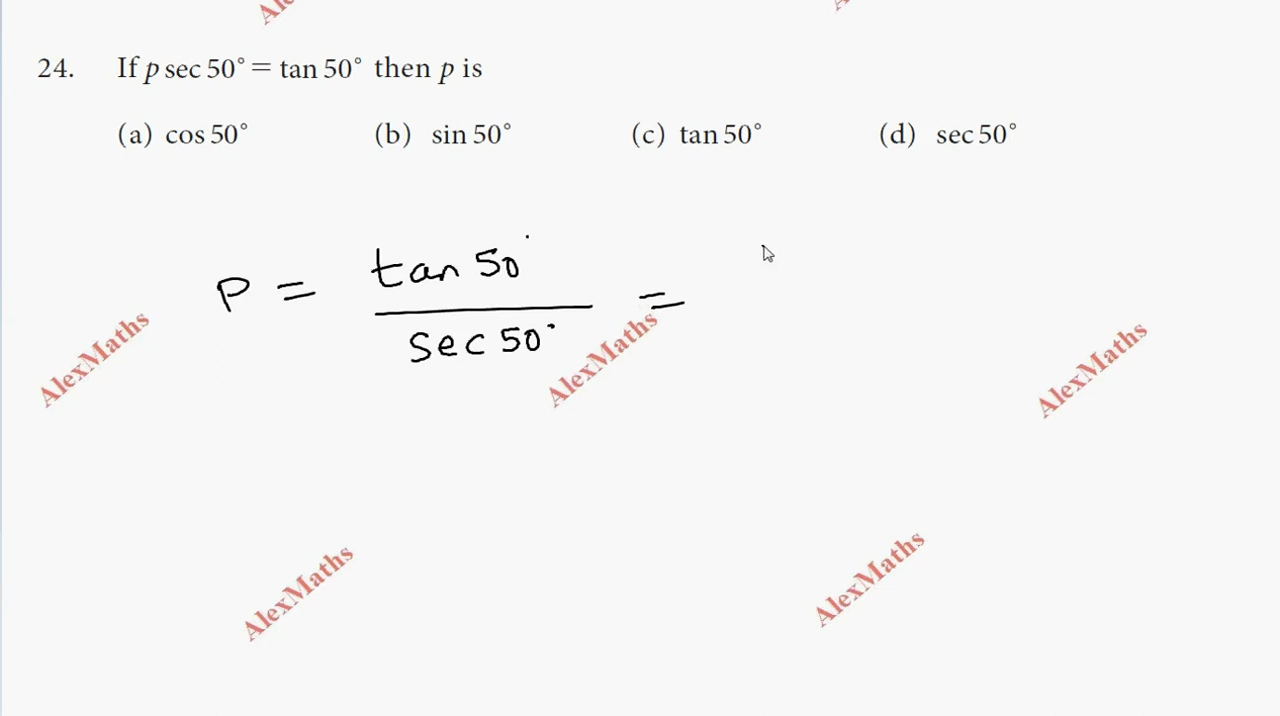 24. If p sec 50° = tan 50° then p is
(a) cos 50° (b) sin 50° (c) tan 50° (d) sec 50°
P = tan 50° / sec 50° =
AlexMaths
AlexMaths
AlexMaths
AlexMaths
AlexMaths